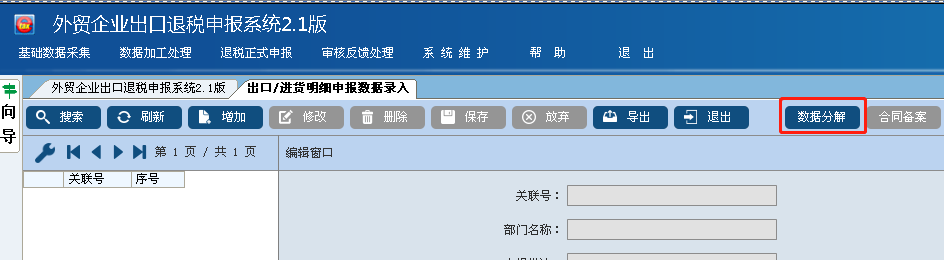 外贸企业出口退税申报系统2.1版
基础数据采集 数据加工处理 退税正式申报 审核反馈处理 系统维护 帮助 退出
外贸企业出口退税申报系统2.1版 出口/进货明细申报数据录入
向导
搜索 刷新 增加 修改 删除 保存 放弃 导出 退出 数据分解 合同备案
第 1 页 / 共 1 页 编辑窗口
关联号 序号
关联号：
部门名称：